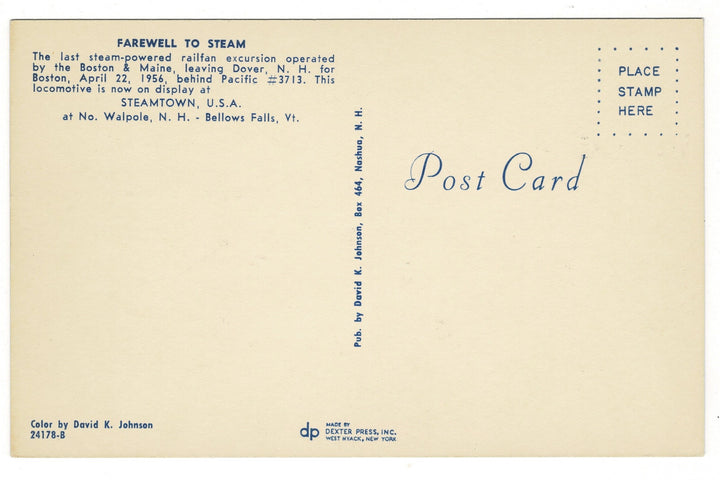 FAREWELL TO STEAM
The last steam-powered railfan excursion operated
by the Boston & Maine, leaving Dover, N. H. for
Boston, April 22, 1956, behind Pacific #3713. This
locomotive is now on display at
STEAMTOWN, U.S.A.
at No. Walpole, N. H. - Bellows Falls, Vt.
Pub. by David K. Johnson, Box 464, Nashua, N. H.
PLACE
STAMP
HERE
Post Card
Color by David K. Johnson
24178-B
dp
MADE BY
DEXTER PRESS, INC.
WEST NYACK, NEW YORK